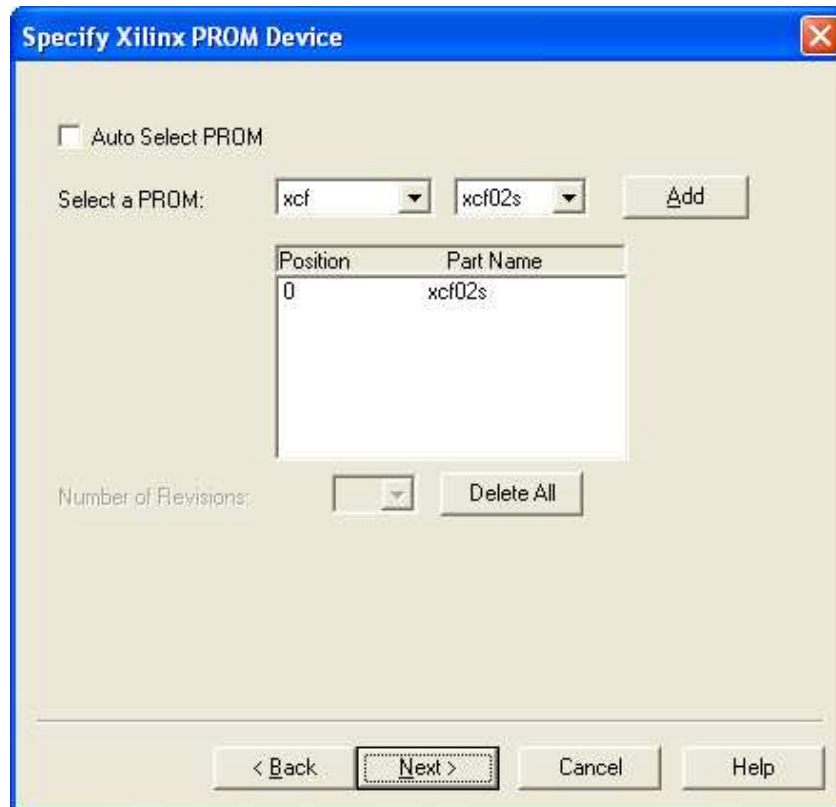 Specify Xilinx PROM Device
Auto Select PROM
Select a PROM: xcf xcf02s Add
Position Part Name
0 xcf02s
Number of Revisions: Delete All
< Back Next > Cancel Help